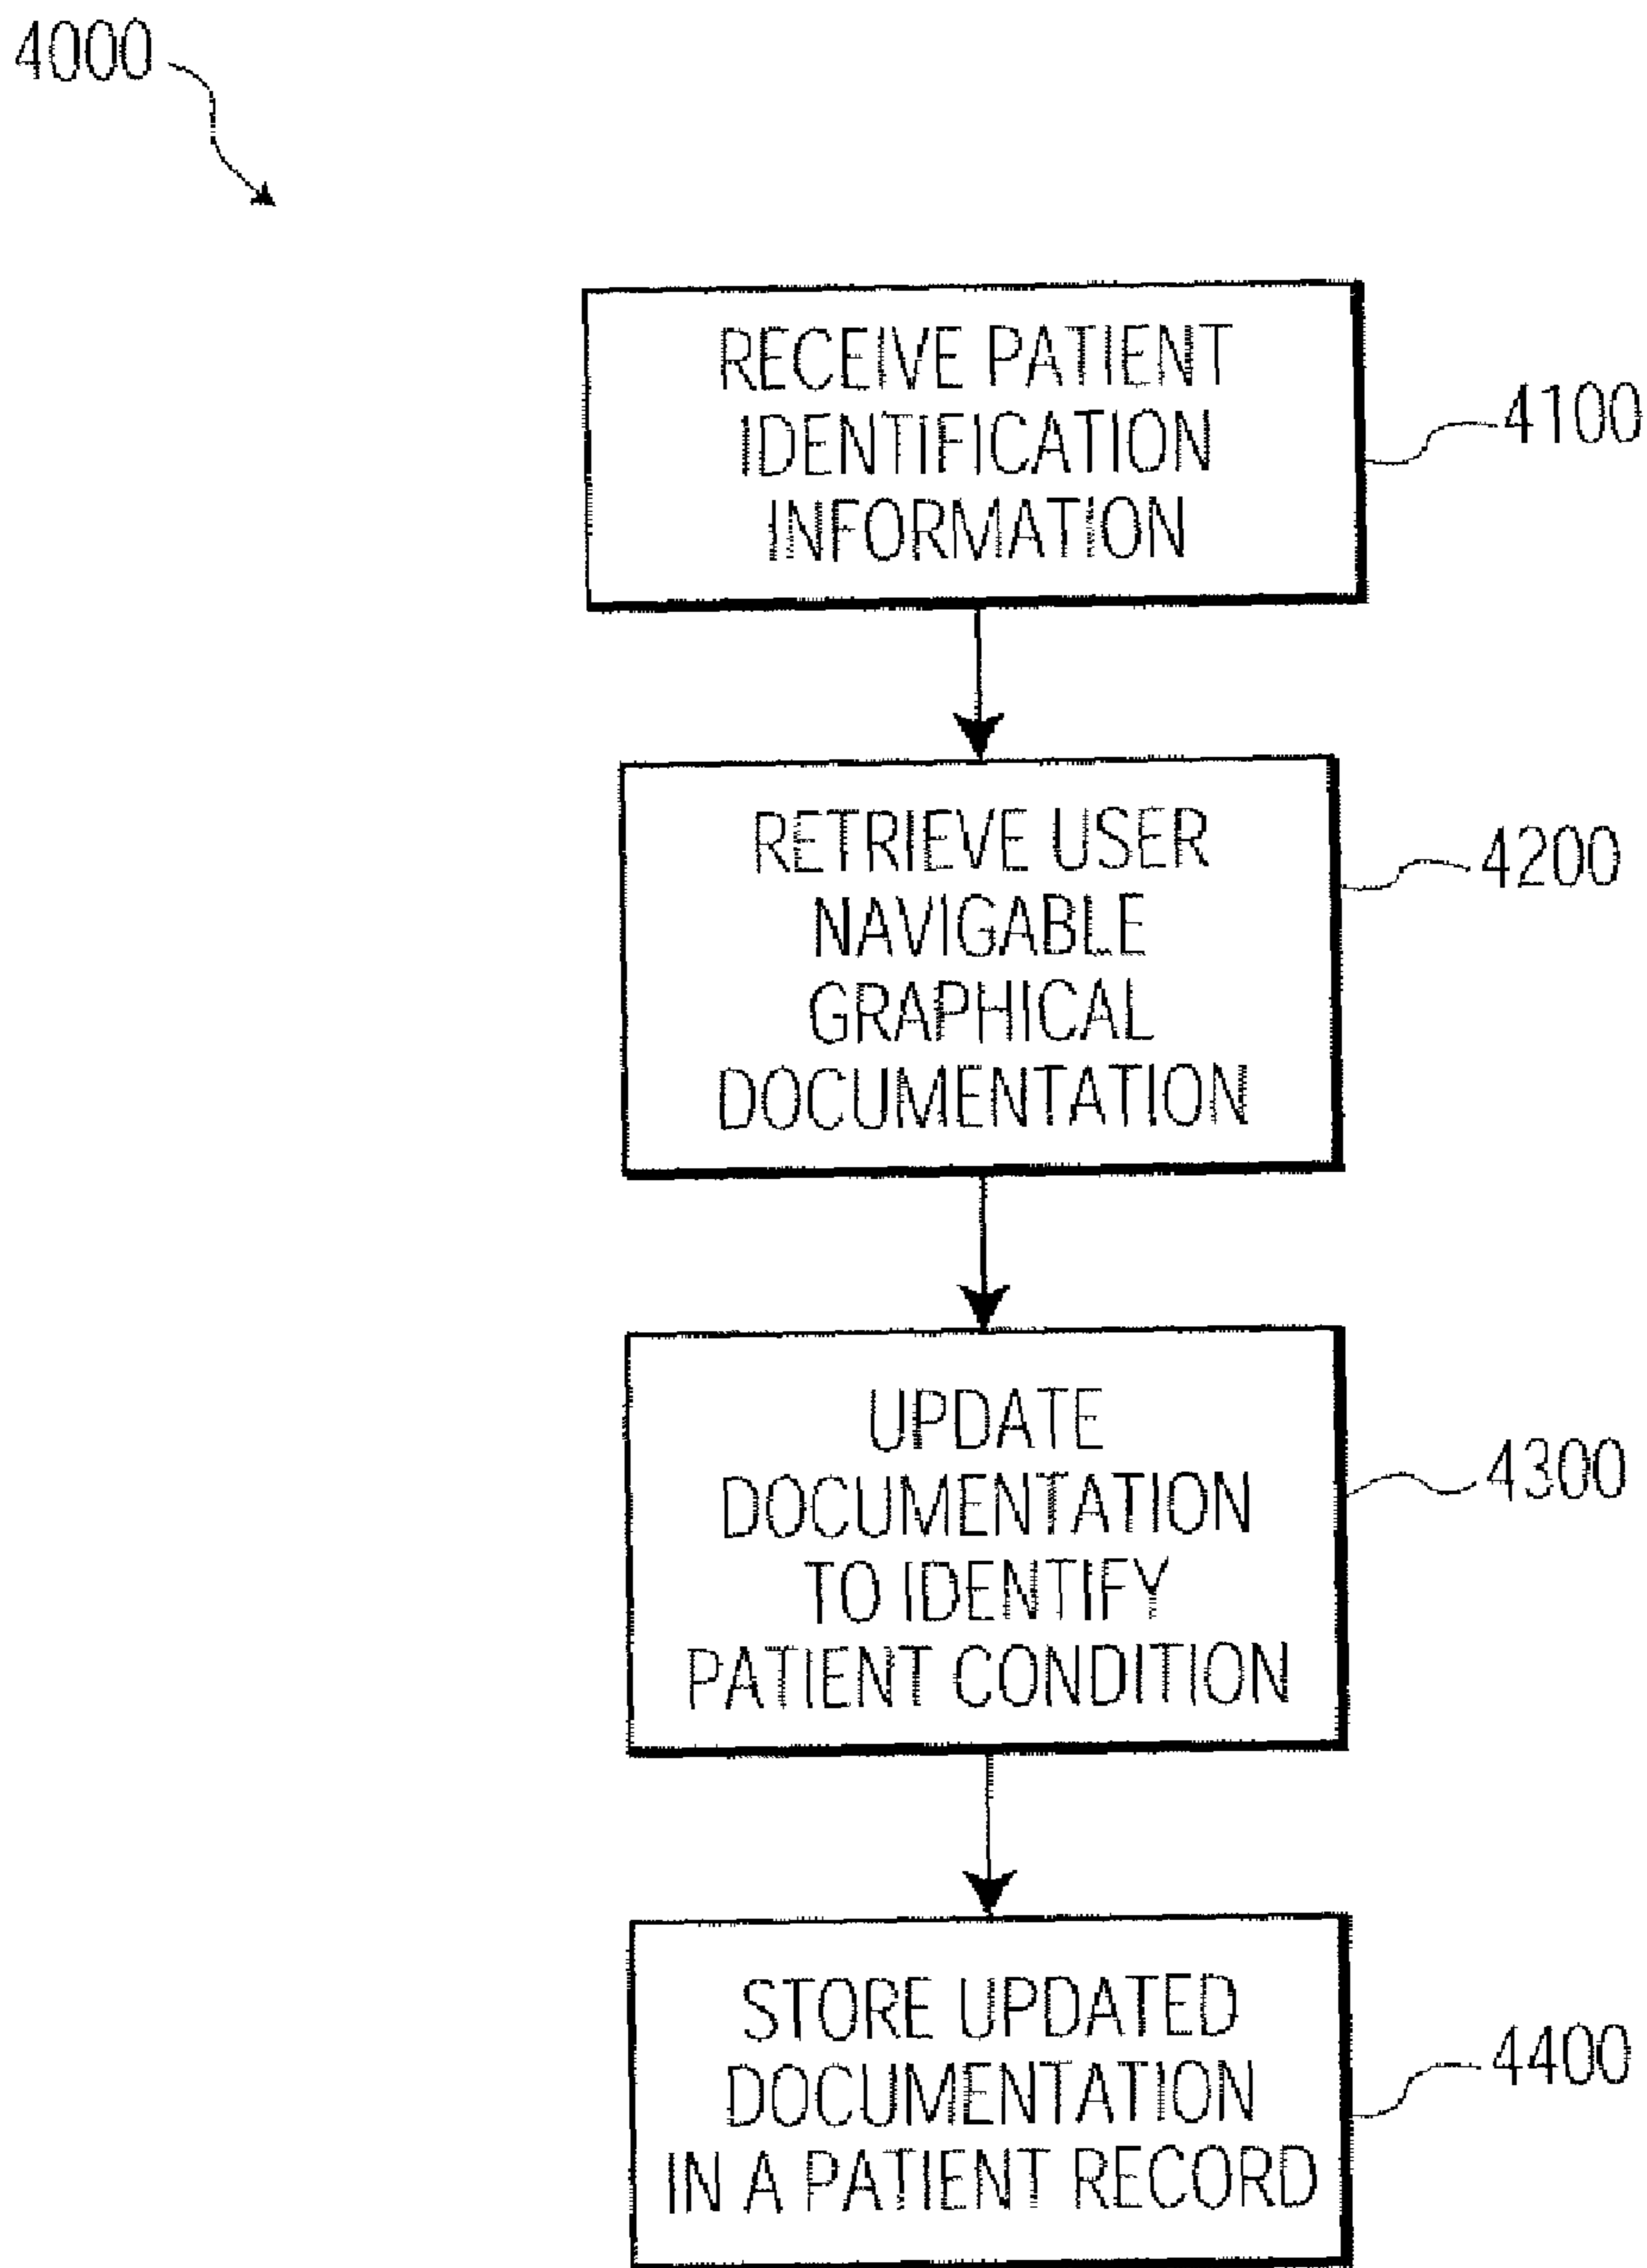 4000
RECEIVE PATIENT
IDENTIFICATION
INFORMATION
4100
RETRIEVE USER
NAVIGABLE
GRAPHICAL
DOCUMENTATION
4200
UPDATE
DOCUMENTATION
TO IDENTIFY
PATIENT CONDITION
4300
STORE UPDATED
DOCUMENTATION
IN A PATIENT RECORD
4400